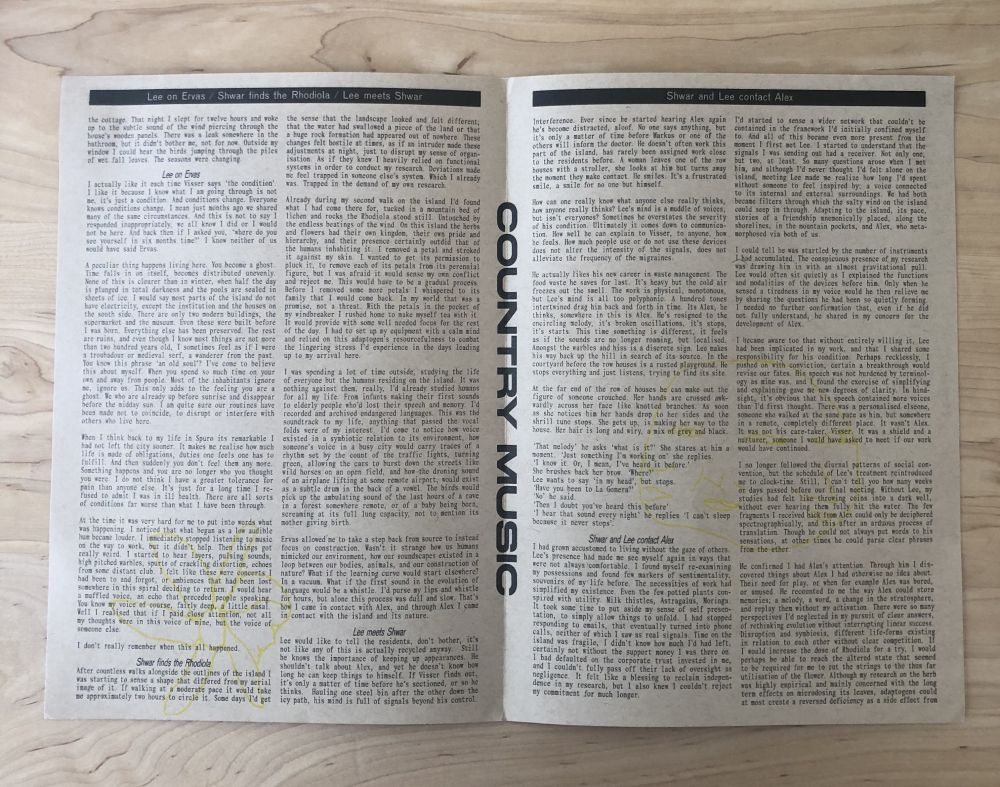 Lee on Ervas / Shwar finds the Rhodiola / Lee meets Shwar
the cottage. That night I slept for twelve hours and woke
up to the subtle sound of the wind piercing through the
house's wooden panels. There was a leak somewhere in the
bathroom, but it didn't bother me, not for now. Outside my
window I could hear the birds jumping through the piles
of wet fall leaves. The seasons were changing.
Lee on Ervas
I actually like it each time Visser says 'the condition'
I like it because I know what I am going through is not
me, it's just a condition. And conditions change. Everyone
knows conditions change. I mean just months ago we shared
many of the same circumstances. And this is not to say I
responded inappropriately, we all know I did or I would
not be here. And back then if I asked you, 'where do you
see yourself in six months time?' I know neither of us
would have said Ervas.
A peculiar thing happens living here. You become a ghost.
Time falls in on itself, becomes distributed unevenly.
None of this is clearer than in winter, when half the day
is plunged in total darkness and the pools are sealed in
sheets of ice. I would say most parts of the island do not
have electricity, except the institution and the houses on
the south side. There are only two modern buildings, the
supermarket and the museum. Even these were built before
I was born. Everything else has been preserved. The rest
are ruins, and even though I know most things are not more
than two hundred years old, I sometimes feel as if I were
a troubadour or medieval serf, a wanderer from the past.
You know this phrase 'an old soul'? I've come to believe
this about myself. When you spend so much time on your
own and away from people. Most of the inhabitants ignore
me, ignore us. This only adds to the feeling you are a
ghost. We who are already up before sunrise and disappear
before the midday sun. I am quite sure our routines have
been made not to coincide, to disrupt or interfere with
others who live here.
When I think back to my life in Spura its remarkable I
had not got city sooner. It makes me realise how much
life is made of obligations, duties one feels one has to
fulfill. And then suddenly you don't feel them any more.
Something happens and you are no longer who you thought
you were. I do not think I have a greater tolerance for
pain than anyone else. It's just for a long time I re-
fused to admit I was in ill health. There are all sorts
of conditions far worse than what I have been through.
At the time it was very hard for me to put into words what
was happening. I noticed that what began as a low audible
hum became louder. I immediately stopped listening to music
on the way to work, but it didn't help. Then things got
really weird. I started to hear layers, pulsing sounds,
high pitched warbles, spurts of crackling distortion, echoes
from some distant club. I felt like these were concerts I
had been to and forgot, or ambiences that had been lost
somewhere in this spiral deciding to return. I would hear
a muffled voice, an echo that preceded people speaking.
You know my voice of course, fairly deep, a little nasal.
Well I realised that if I paid close attention, not all
my thoughts were in this voice of mine, but the voice of
someone else.
I don't really remember when this all happened.
Shwar finds the Rhodiola
After countless walks alongside the outlines of the island I
was starting to sense a shape that differed from my aerial
image of it. If walking at a moderate pace it would take
me approximately two hours to circle it. Some days I'd get
the sense that the landscape looked and felt different;
that the water had swallowed a piece of the land or that
a huge rock formation had appeared out of nowhere. These
changes felt hostile at times, as if an intruder made these
adjustments at night, just to disrupt my sense of organ-
isation. As if they knew I heavily relied on functional
systems in order to conduct my research. Deviations made
me feel trapped in someone else's system. Which I already
was. Trapped in the demand of my own research.
Already during my second walk on the island I'd found
what I had come for, tucked in a mountain bed of
lichen and rocks the Rhodiola stood still. Untouched by
the endless beatings of the wind. On this island the herbs
and flowers had their own kingdom, their own pride and
hierarchy, and their presence certainly outdid that of
the humans inhabiting it. I removed a petal and stroked
it against my skin. I wanted to get its permission to
pluck it, to remove each of its petals from its perennial
figure, but I was afraid it would sense my own conflict
and reject me. This would have to be a gradual process.
Before I removed some more petals I whispered to its
family that I would come back. In my world that was a
promise, not a threat. With the petals in the pocket of
my windbreaker I rushed home to make myself tea with it.
It would provide with some well needed focus for the rest
of the day. I had to set up my equipment with a calm mind
and relied on this adaptogen's resourcefulness to combat
the lingering stress I'd experience in the days leading
up to my arrival here.
I was spending a lot of time outside, studying the life
of everyone but the humans residing on the island. It was
nothing against them, really. I'd already studied humans
for all my life. From infants making their first sounds
to elderly people who'd lost their speech and memory. I'd
recorded archived endangered languages. This was the
soundtrack to my life, anything that passed the vocal
folds were of my interest. I'd come to notice how voice
existed in a symbiotic relation to its environment, how
someone's voice in a busy city would carry traces of a
rhythm set by the count of the traffic lights, turning
green, allowing the cars to burst down the streets like
wild horses on an open field, and how-the droning sound
of an airplane lifting at some remote airport, would exist
as a subtle drum in the back of a vowel. The birds would
pick up the ambulating sound of the last hours of a rave
in a forest somewhere remote, or of a baby being born,
screaming at its full lung capacity, not to mention its
mother giving birth.
Ervas allowed me to take a step back from source to instead
focus on construction. Wasn't it strange how us humans
mimicked our environment, how our soundscapes existed in a
loop between our bodies, animals, and our construction of
nature? What if the learning curve would start elsewhere?
In a vacuum. What if the first sound in the evolution of
language would be a whistle. I'd purse my lips and whistle
for hours, but alone this process was dull and slow. That's
how I came in contact with Alex, and through Alex I came
in contact with the island and its nature.
Lee meets Shwar
Lee would like to tell the residents, don't bother, it's
not like any of this is actually recycled anyway. Still
he knows the importance of keeping up appearances. He
shouldn't talk about Alex, and yet he doesn't know how
long he can keep things to himself. If Visser finds out,
it's only a matter of time before he's sectioned, or so he
thinks. Hauling one steel bin after the other down the
icy path, his mind is full of signals beyond his control.
COUNTRY MUSIC
Shwar and Lee contact Alex
Interference. Ever since he started hearing Alex again
he's become distracted, aloof. No one says anything, but
it's only a matter of time before Markus or one of the
others will inform the doctor. He doesn't often work this
part of the island, has rarely been assigned work close
to the residents before. A woman leaves one of the row
houses with a stroller, she looks at him but turns away
the moment they make contact. He smiles. It's a frustrated
smile, a smile for no one but himself.
How can one really know what anyone else really thinks,
how anyone really thinks? Lee's mind is a muddle of voices,
but isn't everyones? Sometimes he overstates the severity
of his condition. Ultimately it comes down to communica-
tion. How well he can explain to Visser, to anyone, how
he feels. How much people use or do not use these devices
does not alter the intensity of the signals, does not
alleviate the frequency of the migraines.
He actually likes his new career in waste management. The
food waste he saves for last. It's heavy but the cold air
freezes out the smell. The work is physical, monotonous,
but Lee's mind is all too polyphonic. A hundred tones
intertwined drag him back and forth in time. Its Alex, he
thinks, somewhere in this is Alex. He's resigned to the
encircling melody, it's broken oscillations, it's stops,
it's starts. This time something is different, it feels
as if the sounds are no longer roaming, but localised.
Amongst the warbles and hiss is a discrete sign. Lee makes
his way back up the hill in search of its source. In the
courtyard before the row houses is a rusted playground. He
stops everything and just listens, trying to find its site.
At the far end of the row of houses he can make out the
figure of someone crouched. Her hands are crossed awk-
wardly across her face like knotted branches. As soon
as she notices him her hands drop to her sides and the
shrill tune stops. She gets up, is making her way to the
house. Her hair is long and wiry, a mix of grey and black.
'That melody' he asks 'what is it?' She stares at him a
moment. 'Just something I'm working on' she replies.
'I know it. Or, I mean, I've heard it before.'
She brushes back her brow. 'Where?'
Lee wants to say 'in my head', but stops.
'Have you been to La Gomera?'
'No' he said.
'Then I doubt you've heard this before'
'I hear that sound every night' he replies 'I can't sleep
because it never stops'.
Shwar and Lee contact Alex
I had grown accustomed to living without the gaze of others.
Lee's presence had made me see myself again in ways that
were not always comfortable. I found myself re-examining
my possessions and found few markers of sentimentality,
souvenirs of my life before. The necessities of work had
simplified my existence. Even the few potted plants con-
spired with utility. Milk thistles, Astragalus, Moringa.
It took some time to put aside my sense of self presen-
tation, to simply allow things to unfold. I had stopped
responding to emails, that eventually turned into phone
calls, neither of which I saw as real signals. Time on the
island was fragile, I didn't know how much I'd had left,
certainly not without the support money I was there on
I had defaulted on the corporate trust invested in me,
and I couldn't fully pass off their lack of oversight as
negligence. It felt like a blessing to reclaim indepen-
dence in my research, but I also knew I couldn't reject
my commitment for much longer.
I'd started to sense a wider network that couldn't be
contained in the framework I'd initially confined myself
to. And all of this became even more present from the
moment I first met Lee. I started to understand that the
signals I was sending out had a receiver. Not only one,
but two, at least. So many questions arose when I met
him, and although I'd never thought I'd felt alone on the
island, meeting Lee made me realise how long I'd spent
without someone to feel inspired by; a voice connected
to its internal and external surroundings. We had both
became filters through which the salty wind on the island
could seep in through. Adapting to the island, its pace,
stories of a friendship mnemonically placed, along the
shorelines, in the mountain pockets, and Alex, who meta-
morphosed via both of us.
I could tell he was startled by the number of instruments
I had accumulated. The conspicuous presence of my research
was drawing him in with an almost gravitational pull.
Lee would often sit quietly as I explained the functions
and modalities of the devices before him. Only when he
sensed a tiredness in my voice would he then relieve me
by sharing the questions he had been so quietly forming.
I needed no further confirmation that, even if he did
not fully understand, he shared in my concern for the
development of Alex.
I became aware too that without entirely willing it, Lee
had been implicated in my work, and that I shared some
responsibility for his condition. Perhaps recklessly, I
pushed on with conviction, certain a breakthrough would
revise our fates. His speech was not burdened by terminol-
ogy as mine was, and I found the exercise of simplifying
and explaining gave me new degrees of clarity. In hind-
sight, it's obvious that his speech contained more voices
than I'd first thought. There was a personalised elseone,
someone who walked at the same pace as him, but somewhere
in a remote, completely different place. It wasn't Alex.
It was not his care-taker, Visser. It was a shield and a
nurturer, someone I would have asked to meet if our work
would have continued.
I no longer followed the diurnal patterns of social con-
vention, but the schedule of Lee's treatment reintroduced
me to clock-time. Still, I can't tell you how many weeks
or days passed before our final meeting. Without Lee, my
studies had felt like throwing coins into a dark well,
without ever hearing them fully hit the water. The few
fragments I received back from Alex could only be deciphered
spectrographically, and this after an arduous process of
translation. Though he could not always put words to his
sensations, at other times he could parse clear phrases
from the ether.
He confirmed I had Alex's attention. Through him I dis-
covered things about Alex I had otherwise no idea about.
Their need for play, or when for example Alex was bored,
or amused. He recounted to me the way Alex could store
memories; a melody, a word, a change in the stratosphere,
and replay them without my activation. There were so many
perspectives I'd neglected in my pursuit of clear answers,
of rethinking evolution without interrupting linear success.
Disruption and symbiosis, different life-forms existing
in relation to each other without clear competition. If
I would increase the dose of Rhodiola for a try, I would
perhaps be able to reach the altered state that seemed
to be required for me to put the strings to the thus far
utilisation of the flower. Although my research on the herb
was highly empirical and mainly concerned with the long
term effects on microdosing its leaves, adaptogens could
at most create a reversed deficiency as a side effect from